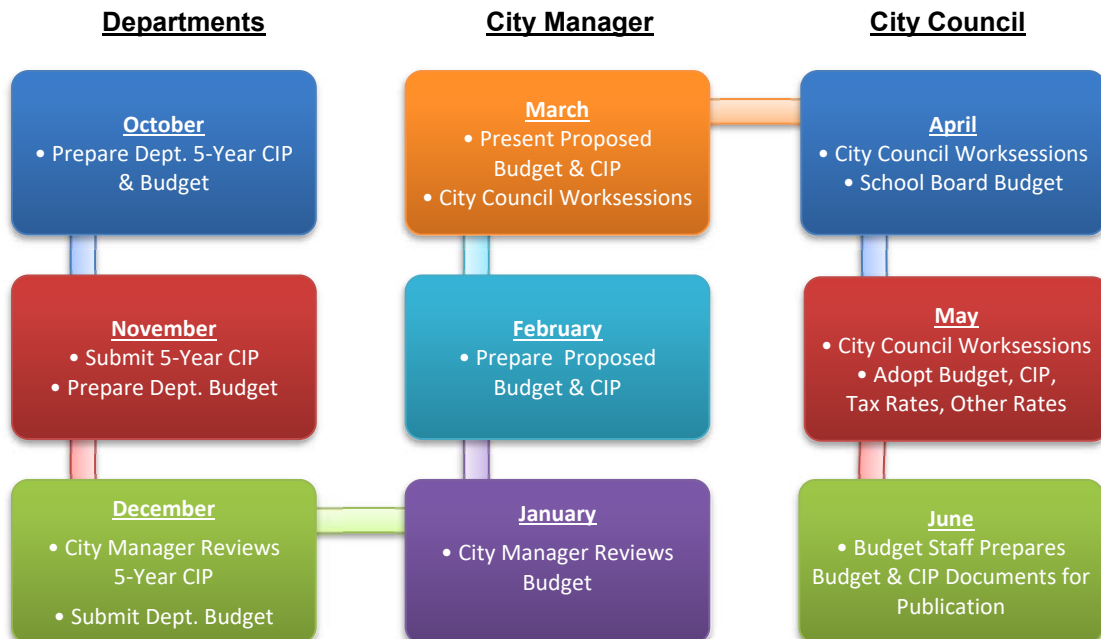 Departments
October
• Prepare Dept. 5-Year CIP
& Budget
November
• Submit 5-Year CIP
• Prepare Dept. Budget
December
• City Manager Reviews
5-Year CIP
• Submit Dept. Budget
City Manager
March
• Present Proposed
Budget & CIP
• City Council Worksessions
February
• Prepare Proposed
Budget & CIP
January
• City Manager Reviews
Budget
City Council
April
• City Council Worksessions
• School Board Budget
May
• City Council Worksessions
• Adopt Budget, CIP,
Tax Rates, Other Rates
June
• Budget Staff Prepares
Budget & CIP Documents for
Publication